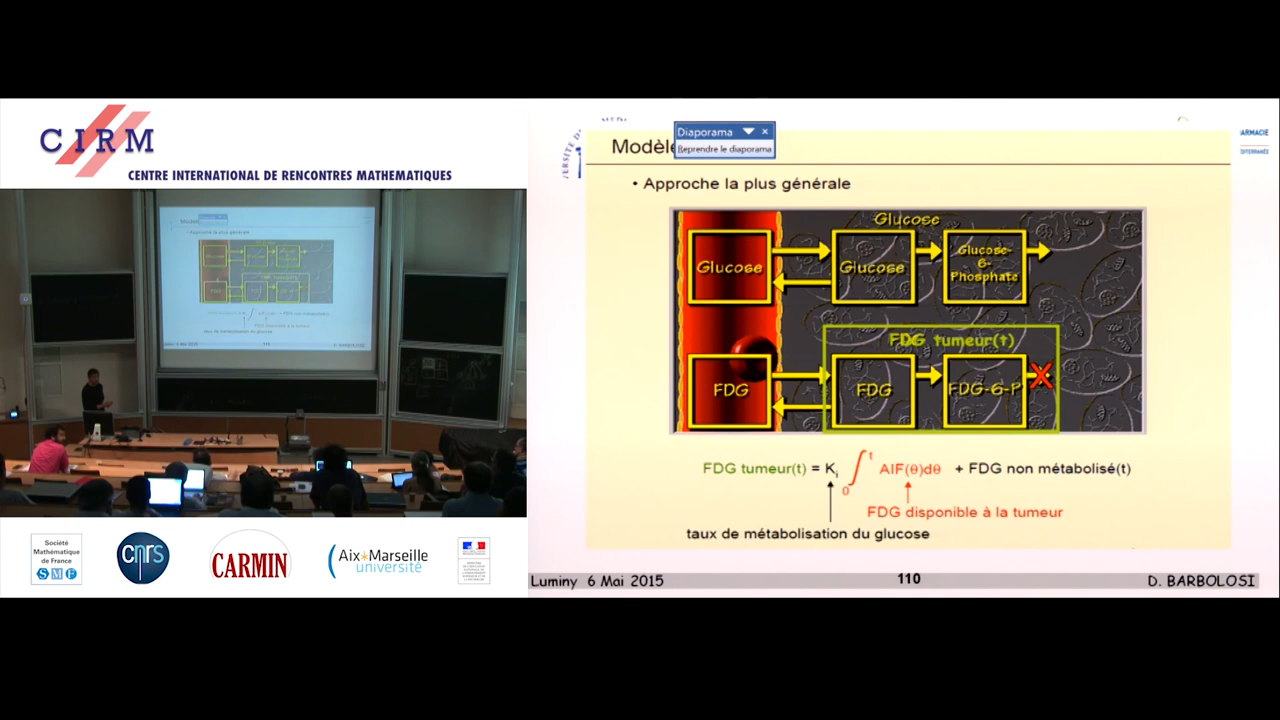 CIRM
CENTRE INTERNATIONAL DE RENCONTRES MATHEMATIQUES
Société
Mathématique
de France
SMF
cnrs
CARMIN
Aix*Marseille
université
Diaporama
Reprendre le diaporama
Modèle
• Approche la plus générale
Glucose
Glucose
Glucose
Glucose-
6-
Phosphate
FDG tumeur(t)
FDG
FDG
FDG-6-P
FDG tumeur(t) = Ki ∫0t AIF(θ)dθ + FDG non métabolisé(t)
FDG disponible à la tumeur
taux de métabolisation du glucose
Luminy 6 Mai 2015
110
D. BARBOLOSI